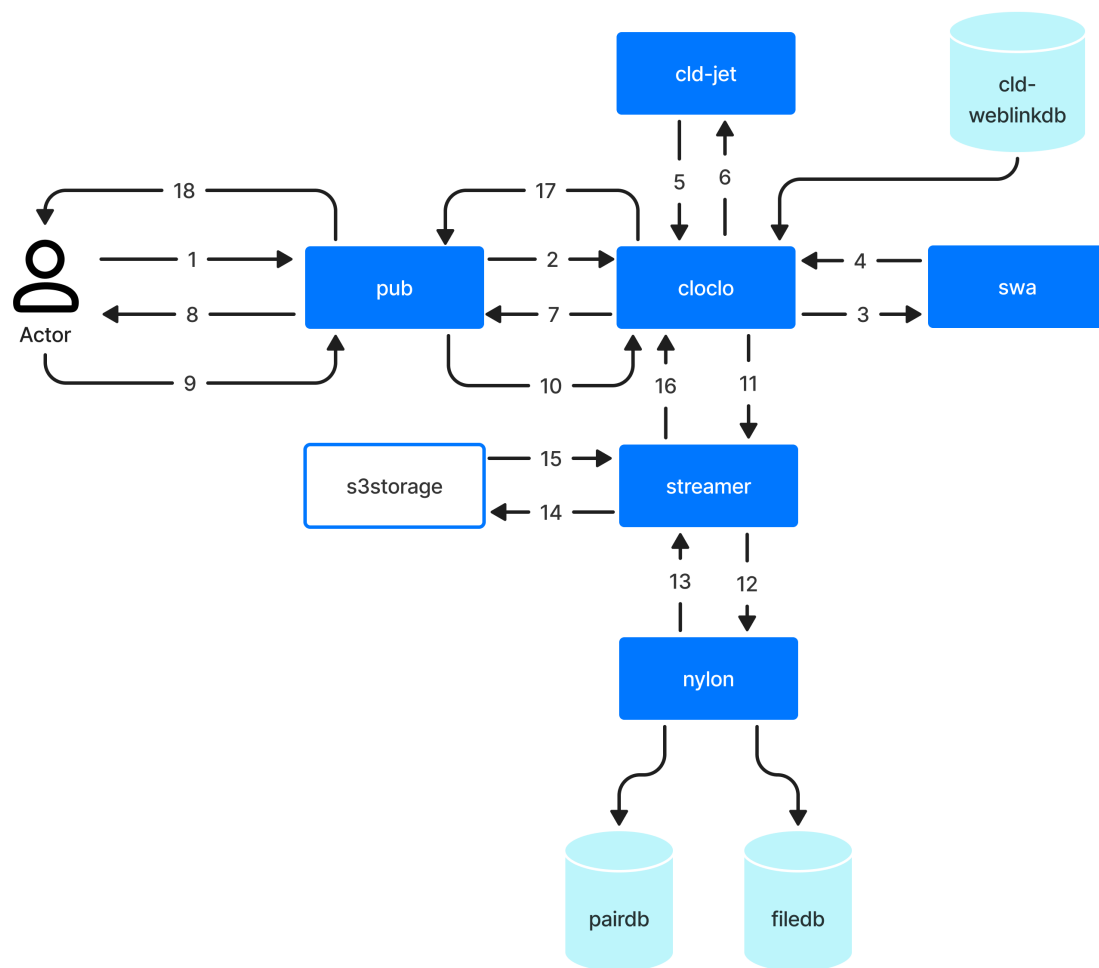 cld-jet
cld-
weblinkdb
5
6
18
17
1
2
4
pub
cloclo
swa
8
7
3
Actor
9
10
16
11
15
s3storage
streamer
14
13
12
nylon
pairdb
filedb